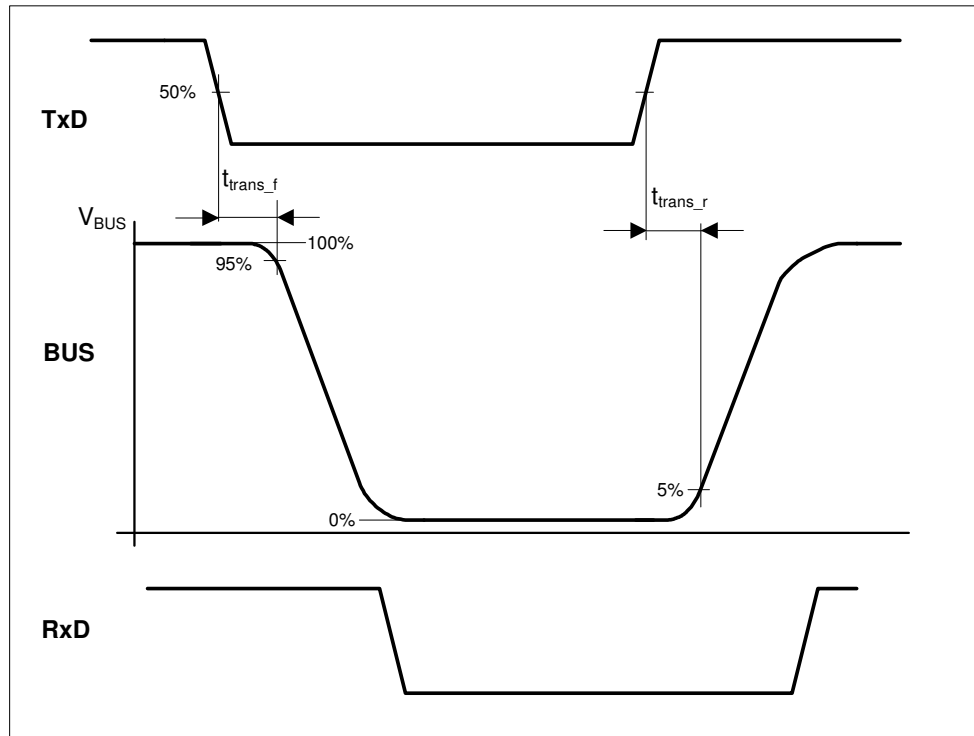 50%
TxD
t_trans_f
t_trans_r
V_BUS
100%
95%
BUS
5%
0%
RxD